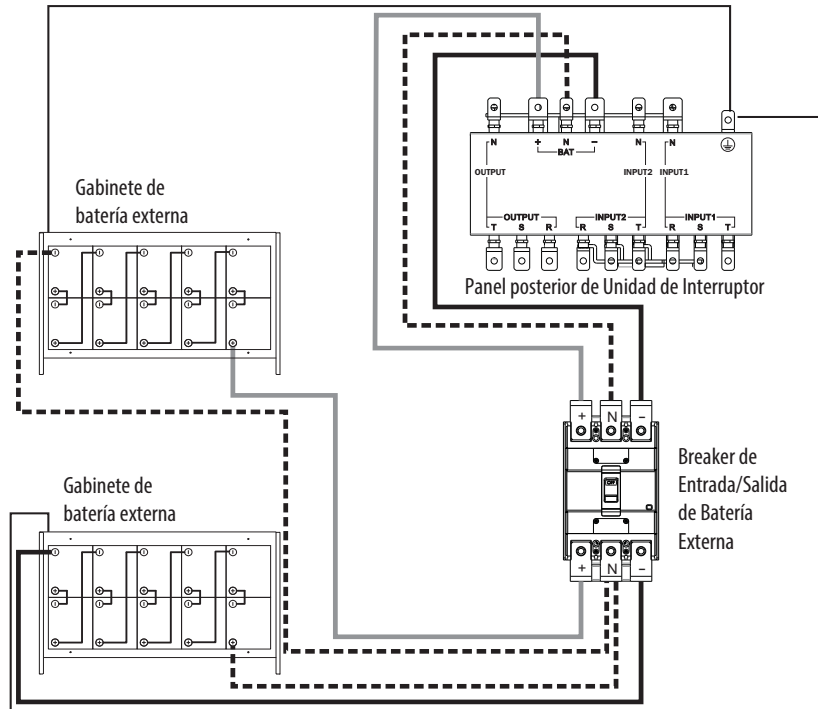 N
+
N
−
N
N
BAT
OUTPUT
INPUT2
INPUT1
OUTPUT
INPUT2
INPUT1
T
S
R
R
S
T
R
S
T
Panel posterior de Unidad de Interruptor
Gabinete de
batería externa
+
N
−
OFF
Breaker de
Entrada/Salida
de Batería
Externa
+
N
−
Gabinete de
batería externa